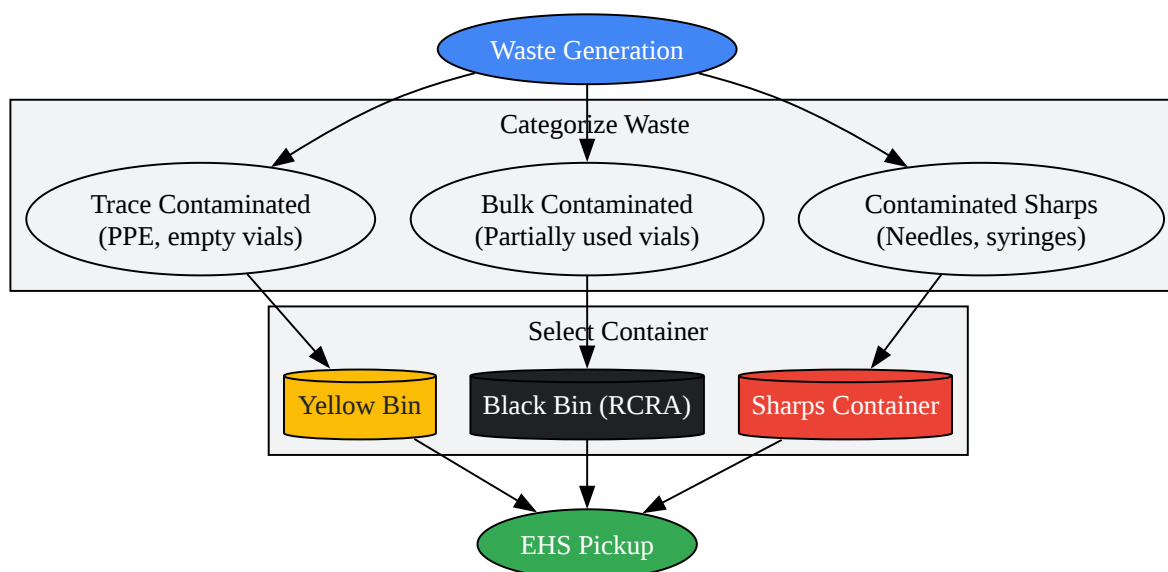 Waste Generation
Categorize Waste
Trace Contaminated
(PPE, empty vials)
Bulk Contaminated
(Partially used vials)
Contaminated Sharps
(Needles, syringes)
Select Container
Yellow Bin
Black Bin (RCRA)
Sharps Container
EHS Pickup